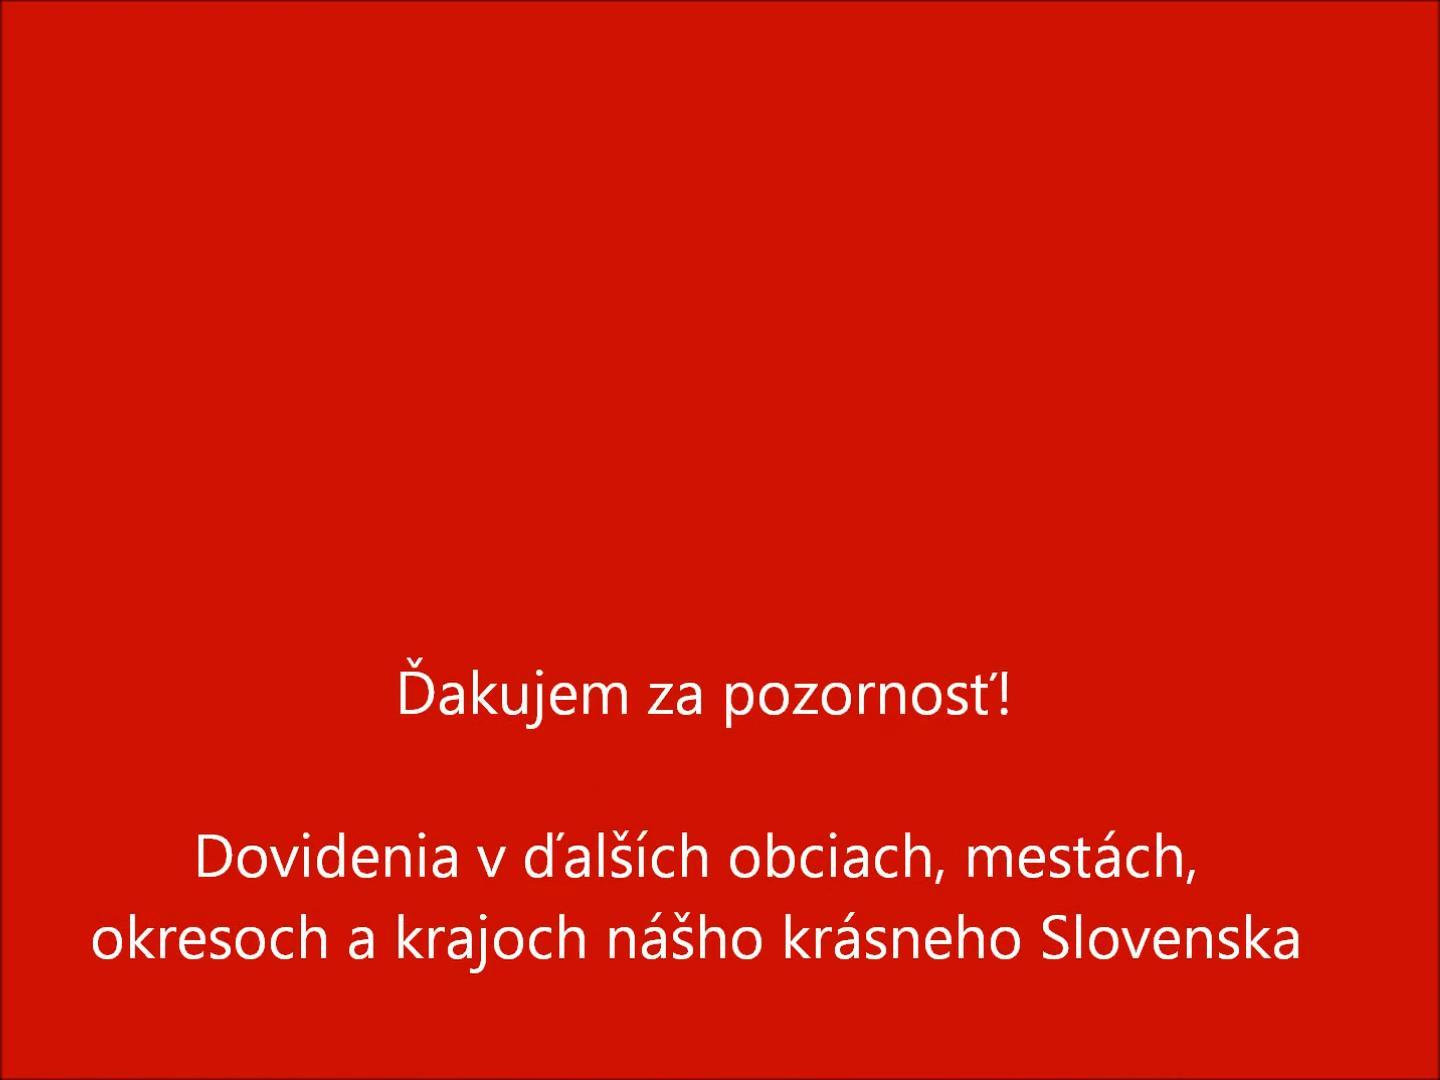 Ďakujem za pozornosť!
Dovidenia v ďalších obciach, mestách,
okresoch a krajoch nášho krásneho Slovenska